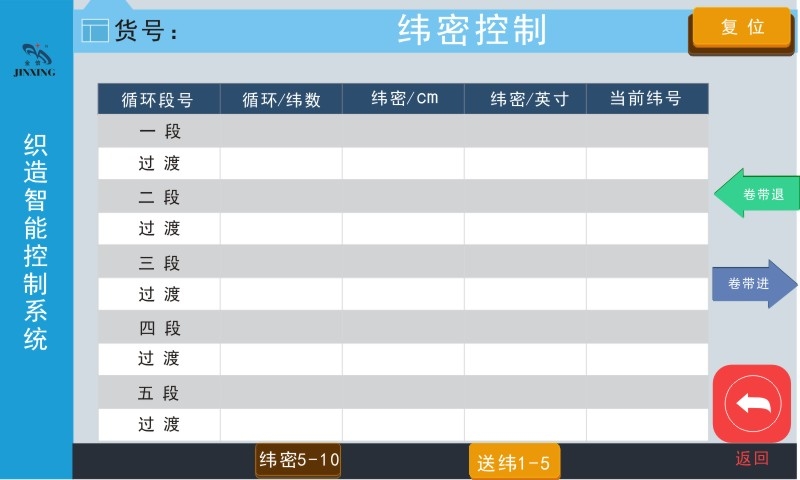 货号：
纬密控制
复位
JINXING
织造智能控制系统
循环段号 循环/纬数 纬密/cm 纬密/英寸 当前纬号
一段
过渡
二段
过渡
三段
过渡
四段
过渡
五段
过渡
卷带退
卷带进
纬密5-10
送纬1-5
返回